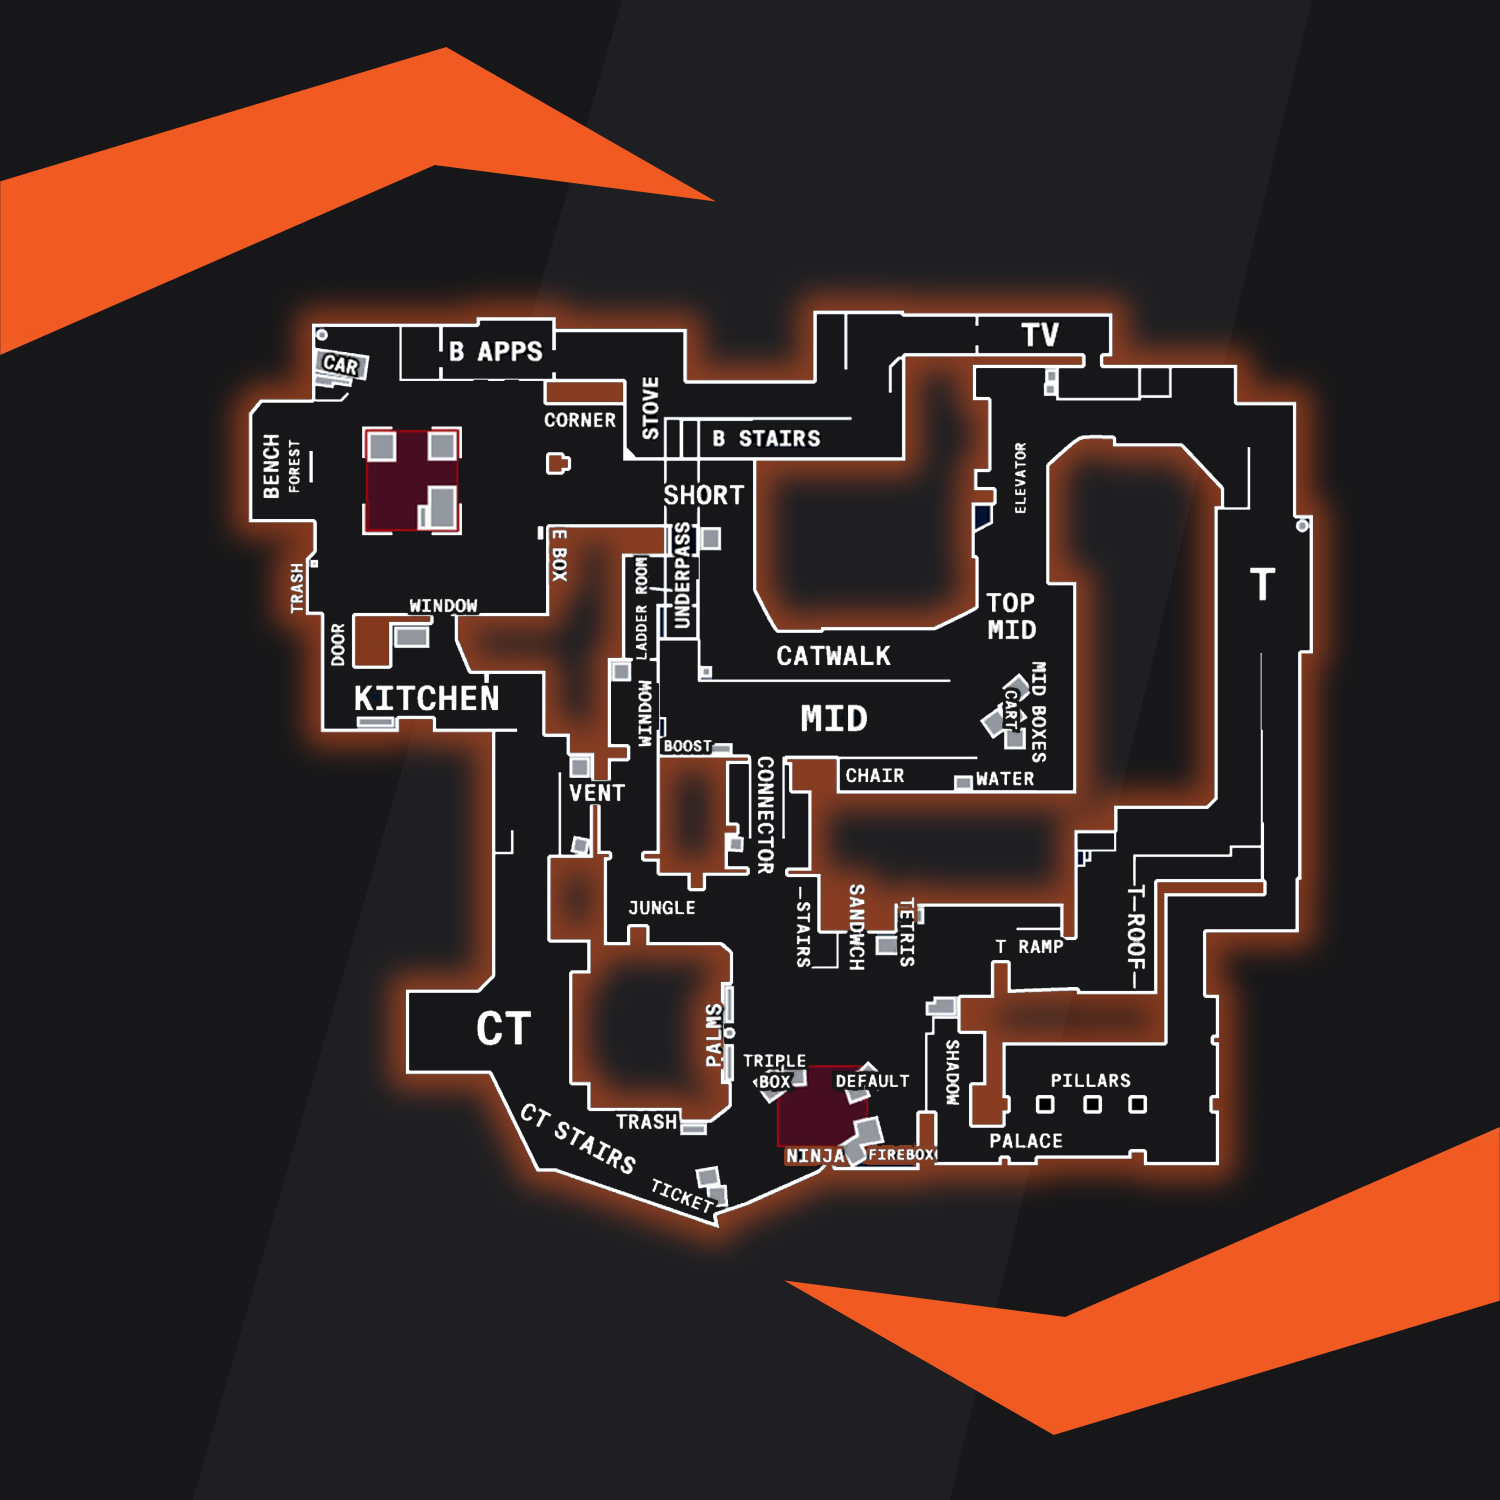 TV
B APPS
CAR
STOVE
CORNER
B STAIRS
BENCH
FOREST
ELEVATOR
SHORT
E BOX
UNDERPASS
LADDER ROOM
TRASH
T
WINDOW
TOP
MID
DOOR
CATWALK
KITCHEN
WINDOW
MID
CART
MID BOXES
BOOST
CONNECTOR
CHAIR
WATER
VENT
JUNGLE
STAIRS
SANDWCH
TETRIS
T RAMP
T-ROOF
CT
PALMS
SHADOW
TRIPLE
BOX
DEFAULT
PILLARS
TRASH
CT STAIRS
PALACE
NINJA
FIREBOX
TICKET